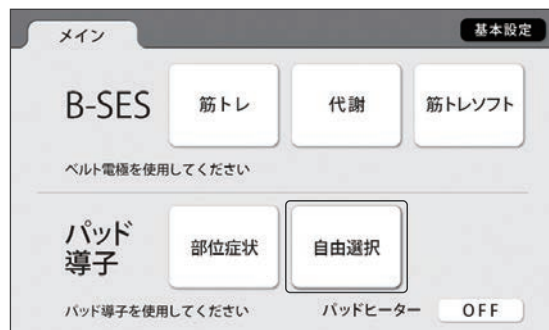 メイン
基本設定
B-SES
筋トレ
代謝
筋トレソフト
ベルト電極を使用してください
パッド
導子
部位症状
自由選択
パッド導子を使用してください
パッドヒーター
OFF